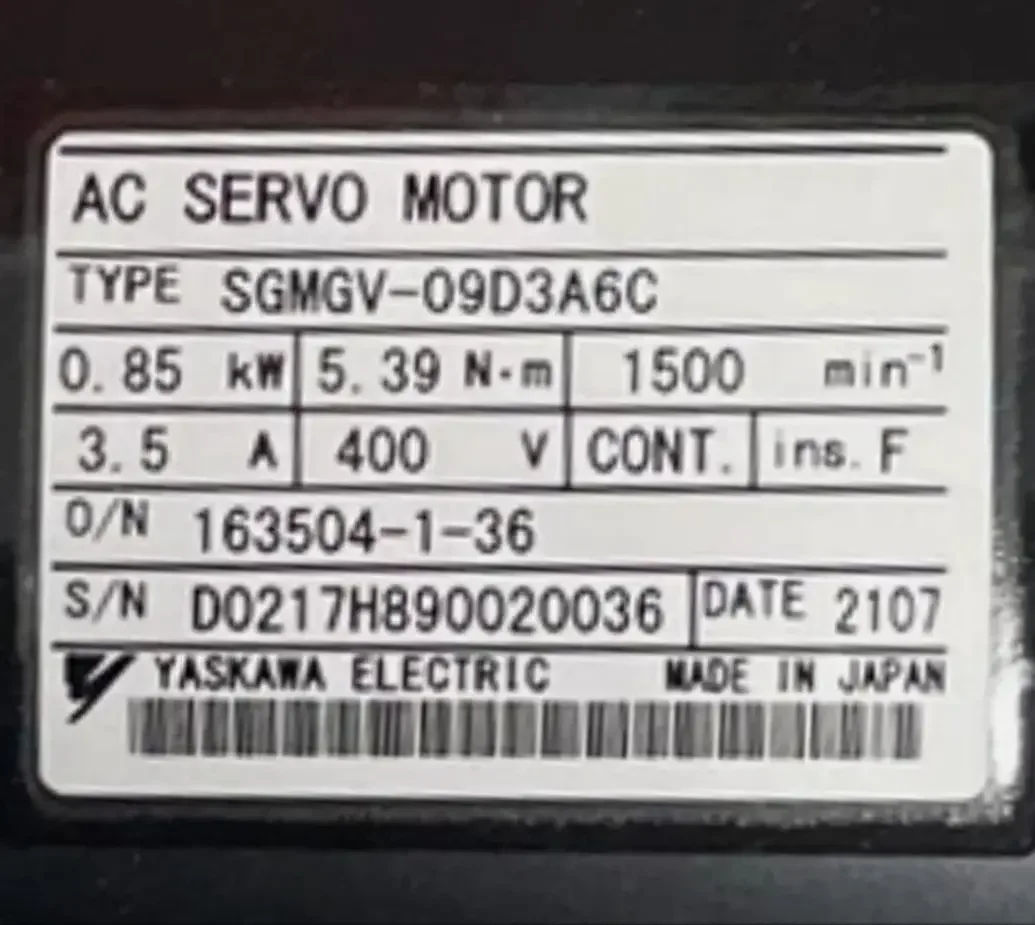 AC SERVO MOTOR
TYPE SGMGV-09D3A6C
0.85 kW 5.39 N·m 1500 min⁻¹
3.5 A 400 V CONT. ins. F
O/N 163504-1-36
S/N D0217H890020036 DATE 2107
YASKAWA ELECTRIC MADE IN JAPAN